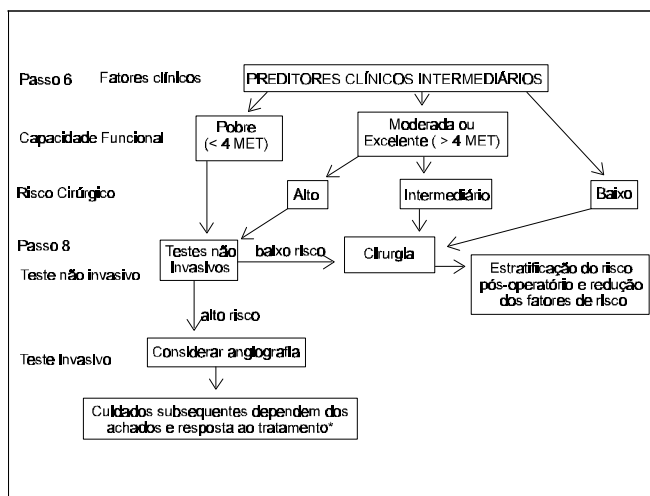 Passo 6 Fatores clínicos PREDITORES CLÍNICOS INTERMEDIÁRIOS
Capacidade Funcional
Pobre
(< 4 MET)
Moderada ou
Excelente ( > 4 MET)
Risco Cirúrgico
Alto
Intermediário
Baixo
Passo 8
Teste não invasivo
Testes não
Invasivos
baixo risco
Cirurgia
Estratificação do risco
pós-operatório e redução
dos fatores de risco
alto risco
Teste Invasivo
Considerar angiografia
Cuidados subsequentes dependem dos
achados e resposta ao tratamento*